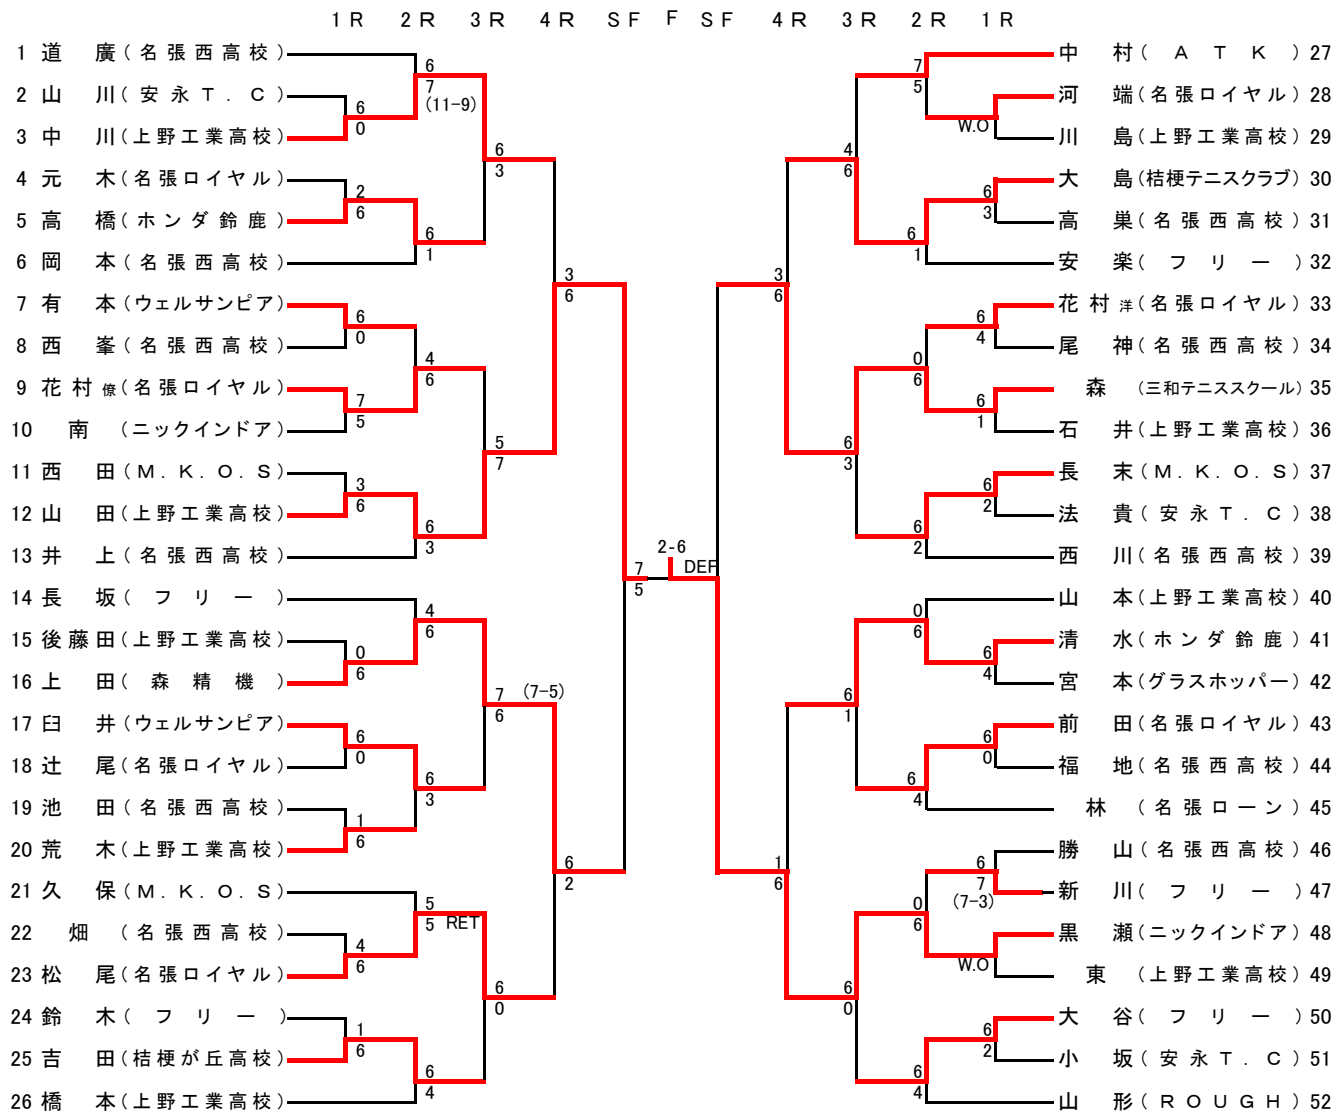 1R 2R 3R 4R SF F SF 4R 3R 2R 1R
1 道 廣(名張西高校)
2 山 川(安永T.C)
3 中 川(上野工業高校)
4 元 木(名張ロイヤル)
5 高 橋(ホンダ鈴鹿)
6 岡 本(名張西高校)
7 有 本(ウェルサンピア)
8 西 峯(名張西高校)
9 花村僚(名張ロイヤル)
10 南 (ニックインドア)
11 西 田(M.K.O.S)
12 山 田(上野工業高校)
13 井 上(名張西高校)
14 長 坂(フリー)
15 後藤田(上野工業高校)
16 上 田(森精機)
17 臼 井(ウェルサンピア)
18 辻 尾(名張ロイヤル)
19 池 田(名張西高校)
20 荒 木(上野工業高校)
21 久 保(M.K.O.S)
22 畑 (名張西高校)
23 松 尾(名張ロイヤル)
24 鈴 木(フリー)
25 吉 田(桔梗が丘高校)
26 橋 本(上野工業高校)
6
0
2
6
6
0
7
5
3
6
0
6
6
0
1
6
4
6
1
6
6
7
(11-9)
6
1
4
6
6
3
4
6
6
3
5
5 RET
6
4
6
3
5
7
7 (7-5)
6
6
0
3
6
6
2
7
5
2-6
DEF
3
6
1
6
4
6
6
3
6
1
6
0
7
5
6
1
0
6
6
2
0
6
6
4
0
6
6
4
W.O
6
3
6
4
6
1
6
2
6
4
6
0
6
7
(7-3)
W.O
6
2
中 村(ATK) 27
河 端(名張ロイヤル) 28
川 島(上野工業高校) 29
大 島(桔梗テニスクラブ) 30
高 巣(名張西高校) 31
安 楽(フリー) 32
花村洋(名張ロイヤル) 33
尾 神(名張西高校) 34
森 (三和テニススクール) 35
石 井(上野工業高校) 36
長 末(M.K.O.S) 37
法 貴(安永T.C) 38
西 川(名張西高校) 39
山 本(上野工業高校) 40
清 水(ホンダ鈴鹿) 41
宮 本(グラスホッパー) 42
前 田(名張ロイヤル) 43
福 地(名張西高校) 44
林 (名張ローン) 45
勝 山(名張西高校) 46
新 川(フリー) 47
黒 瀬(ニックインドア) 48
東 (上野工業高校) 49
大 谷(フリー) 50
小 坂(安永T.C) 51
山 形(ROUGH) 52